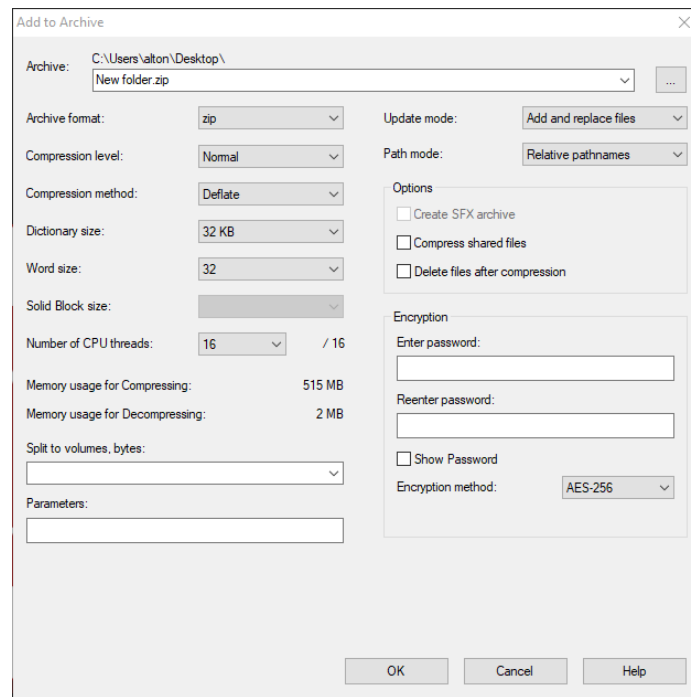 Add to Archive
Archive:
C:\Users\alton\Desktop\
New folder.zip
...
Archive format:
zip
Compression level:
Normal
Compression method:
Deflate
Dictionary size:
32 KB
Word size:
32
Solid Block size:
Number of CPU threads:
16
/ 16
Memory usage for Compressing:
515 MB
Memory usage for Decompressing:
2 MB
Split to volumes, bytes:
Parameters:
Update mode:
Add and replace files
Path mode:
Relative pathnames
Options
Create SFX archive
Compress shared files
Delete files after compression
Encryption
Enter password:
Reenter password:
Show Password
Encryption method:
AES-256
OK
Cancel
Help